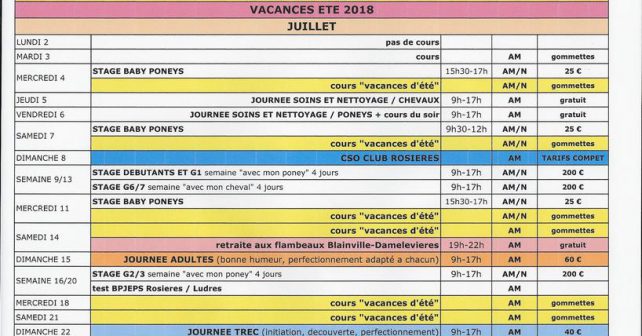 VACANCES ETE 2018
JUILLET
LUNDI 2 pas de cours
MARDI 3 cours AM gommettes
MERCREDI 4 STAGE BABY PONEYS 15h30-17h AM/N 25 €
cours "vacances d'été" AM/N gommettes
JEUDI 5 JOURNEE SOINS ET NETTOYAGE / CHEVAUX 9h-17h AM gratuit
VENDREDI 6 JOURNEE SOINS ET NETTOYAGE / PONEYS + cours du soir 9h-17h AM gratuit
SAMEDI 7 STAGE BABY PONEYS 9h30-12h AM/N 25 €
cours "vacances d'été" AM/N gommettes
DIMANCHE 8 CSO CLUB ROSIERES AM TARIFS COMPET
SEMAINE 9/13 STAGE DEBUTANTS ET G1 semaine "avec mon poney" 4 jours 9h-17h AM/N 200 €
STAGE G6/7 semaine "avec mon cheval" 4 jours 9h-17h AM/N 200 €
MERCREDI 11 STAGE BABY PONEYS 15h30-17h AM/N 25 €
cours "vacances d'été" AM/N gommettes
SAMEDI 14 cours "vacances d'été" AM/N gommettes
retraite aux flambeaux Blainville-Damelevieres 19h-22h AM gratuit
DIMANCHE 15 JOURNEE ADULTES (bonne humeur, perfectionnement adapté a chacun) 9h-17h AM 60 €
SEMAINE 16/20 STAGE G2/3 semaine "avec mon poney" 4 jours 9h-17h AM/N 200 €
test BPJEPS Rosieres / Ludres AM
MERCREDI 18 cours "vacances d'été" AM/N gommettes
SAMEDI 21 cours "vacances d'été" AM/N gommettes
DIMANCHE 22 JOURNEE TREC (initiation, decouverte, perfectionnement) 9h-17h AM 40 €